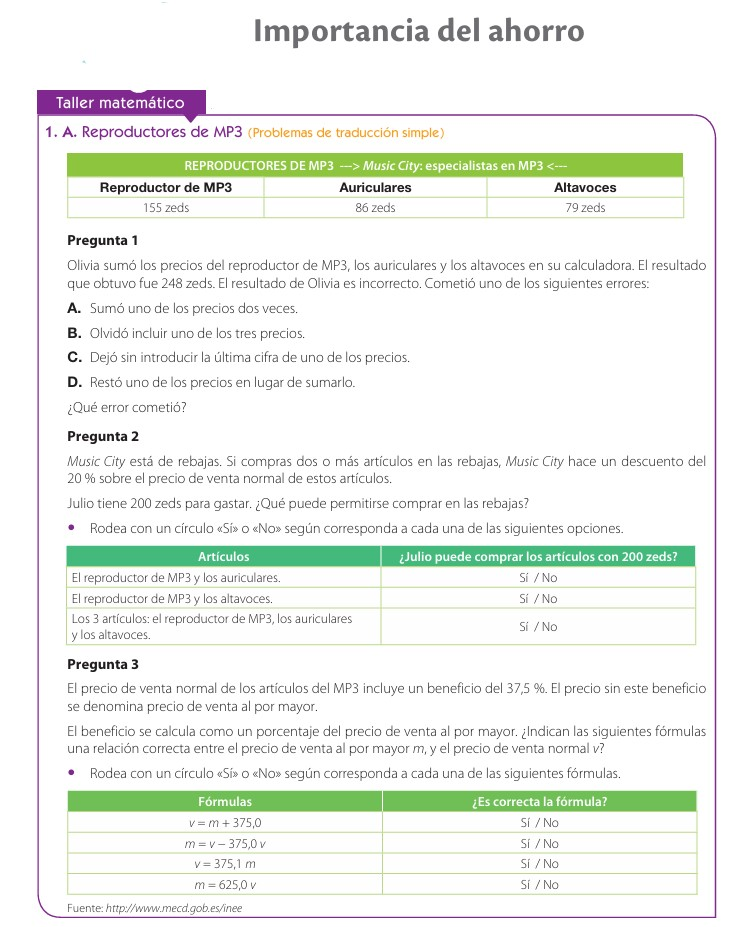 Importancia del ahorro
Taller matemático
1. A. Reproductores de MP3 (Problemas de traducción simple)
REPRODUCTORES DE MP3 ---> Music City: especialistas en MP3 <---
Reproductor de MP3 Auriculares Altavoces
155 zeds 86 zeds 79 zeds
Pregunta 1
Olivia sumó los precios del reproductor de MP3, los auriculares y los altavoces en su calculadora. El resultado
que obtuvo fue 248 zeds. El resultado de Olivia es incorrecto. Cometió uno de los siguientes errores:
A. Sumó uno de los precios dos veces.
B. Olvidó incluir uno de los tres precios.
C. Dejó sin introducir la última cifra de uno de los precios.
D. Restó uno de los precios en lugar de sumarlo.
¿Qué error cometió?
Pregunta 2
Music City está de rebajas. Si compras dos o más artículos en las rebajas, Music City hace un descuento del
20 % sobre el precio de venta normal de estos artículos.
Julio tiene 200 zeds para gastar. ¿Qué puede permitirse comprar en las rebajas?
• Rodea con un círculo «Sí» o «No» según corresponda a cada una de las siguientes opciones.
Artículos ¿Julio puede comprar los artículos con 200 zeds?
El reproductor de MP3 y los auriculares. Sí / No
El reproductor de MP3 y los altavoces. Sí / No
Los 3 artículos: el reproductor de MP3, los auriculares
y los altavoces. Sí / No
Pregunta 3
El precio de venta normal de los artículos del MP3 incluye un beneficio del 37,5 %. El precio sin este beneficio
se denomina precio de venta al por mayor.
El beneficio se calcula como un porcentaje del precio de venta al por mayor. ¿Indican las siguientes fórmulas
una relación correcta entre el precio de venta al por mayor m, y el precio de venta normal v?
• Rodea con un círculo «Sí» o «No» según corresponda a cada una de las siguientes fórmulas.
Fórmulas ¿Es correcta la fórmula?
v = m + 375,0 Sí / No
m = v − 375,0 v Sí / No
v = 375,1 m Sí / No
m = 625,0 v Sí / No
Fuente: http://www.mecd.gob.es/inee